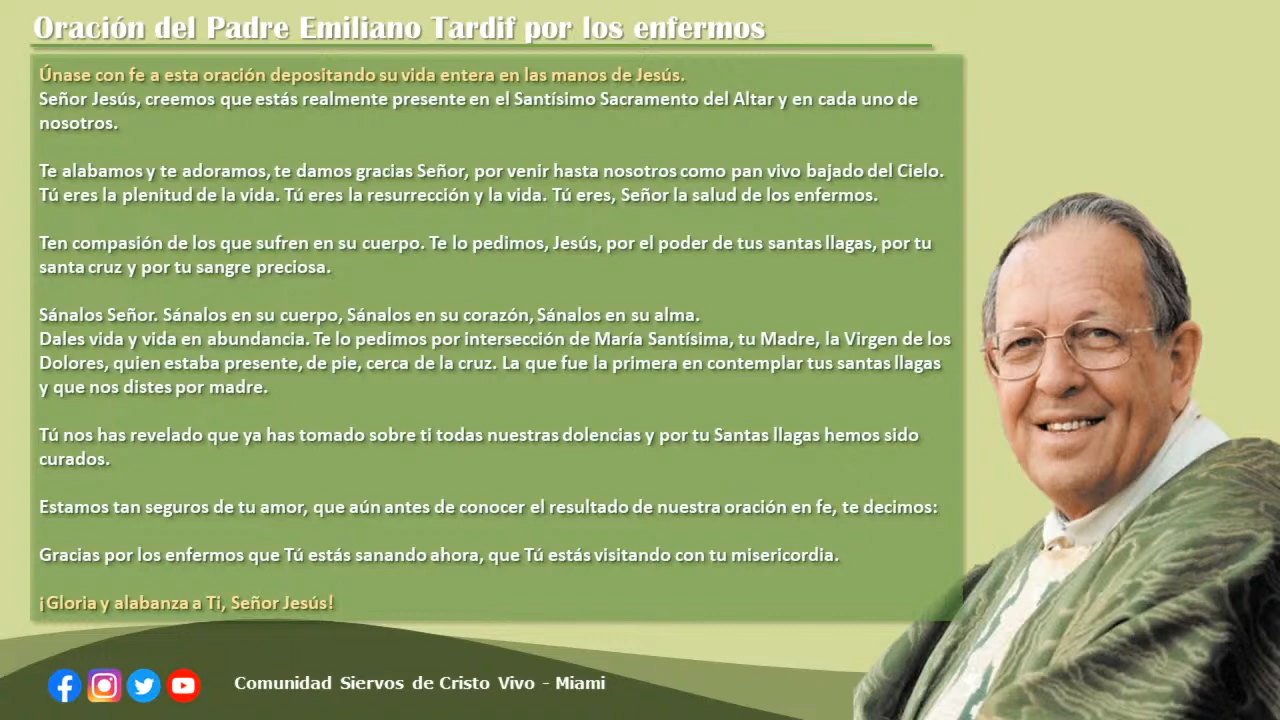 Oración del Padre Emiliano Tardif por los enfermos
Únase con fe a esta oración depositando su vida entera en las manos de Jesús.
Señor Jesús, creemos que estás realmente presente en el Santísimo Sacramento del Altar y en cada uno de
nosotros.
Te alabamos y te adoramos, te damos gracias Señor, por venir hasta nosotros como pan vivo bajado del Cielo.
Tú eres la plenitud de la vida. Tú eres la resurrección y la vida. Tú eres, Señor la salud de los enfermos.
Ten compasión de los que sufren en su cuerpo. Te lo pedimos, Jesús, por el poder de tus santas llagas, por tu
santa cruz y por tu sangre preciosa.
Sánalos Señor. Sánalos en su cuerpo, Sánalos en su corazón, Sánalos en su alma.
Dales vida y vida en abundancia. Te lo pedimos por intersección de María Santísima, tu Madre, la Virgen de los
Dolores, quien estaba presente, de pie, cerca de la cruz. La que fue la primera en contemplar tus santas llagas
y que nos distes por madre.
Tú nos has revelado que ya has tomado sobre ti todas nuestras dolencias y por tu Santas llagas hemos sido
curados.
Estamos tan seguros de tu amor, que aún antes de conocer el resultado de nuestra oración en fe, te decimos:
Gracias por los enfermos que Tú estás sanando ahora, que Tú estás visitando con tu misericordia.
¡Gloria y alabanza a Ti, Señor Jesús!
Comunidad Siervos de Cristo Vivo - Miami